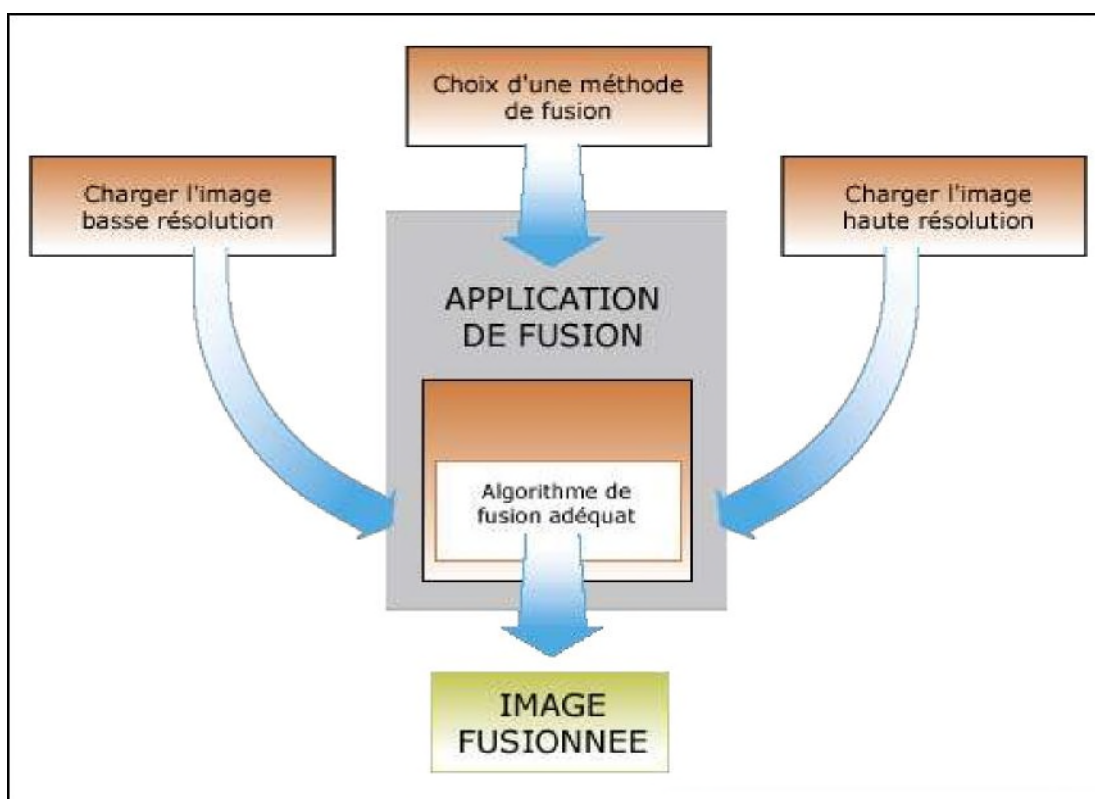 Choix d'une méthode
de fusion
Charger l'image
basse résolution
Charger l'image
haute résolution
APPLICATION
DE FUSION
Algorithme de
fusion adéquat
IMAGE
FUSIONNEE